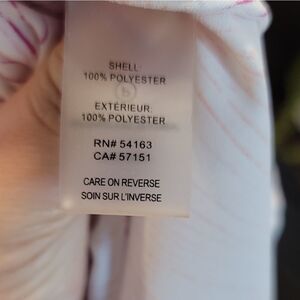 SHELL:
100% POLYESTER
EXTÉRIEUR:
100% POLYESTER
RN# 54163
CA# 57151
CARE ON REVERSE
SOIN SUR L'INVERSE